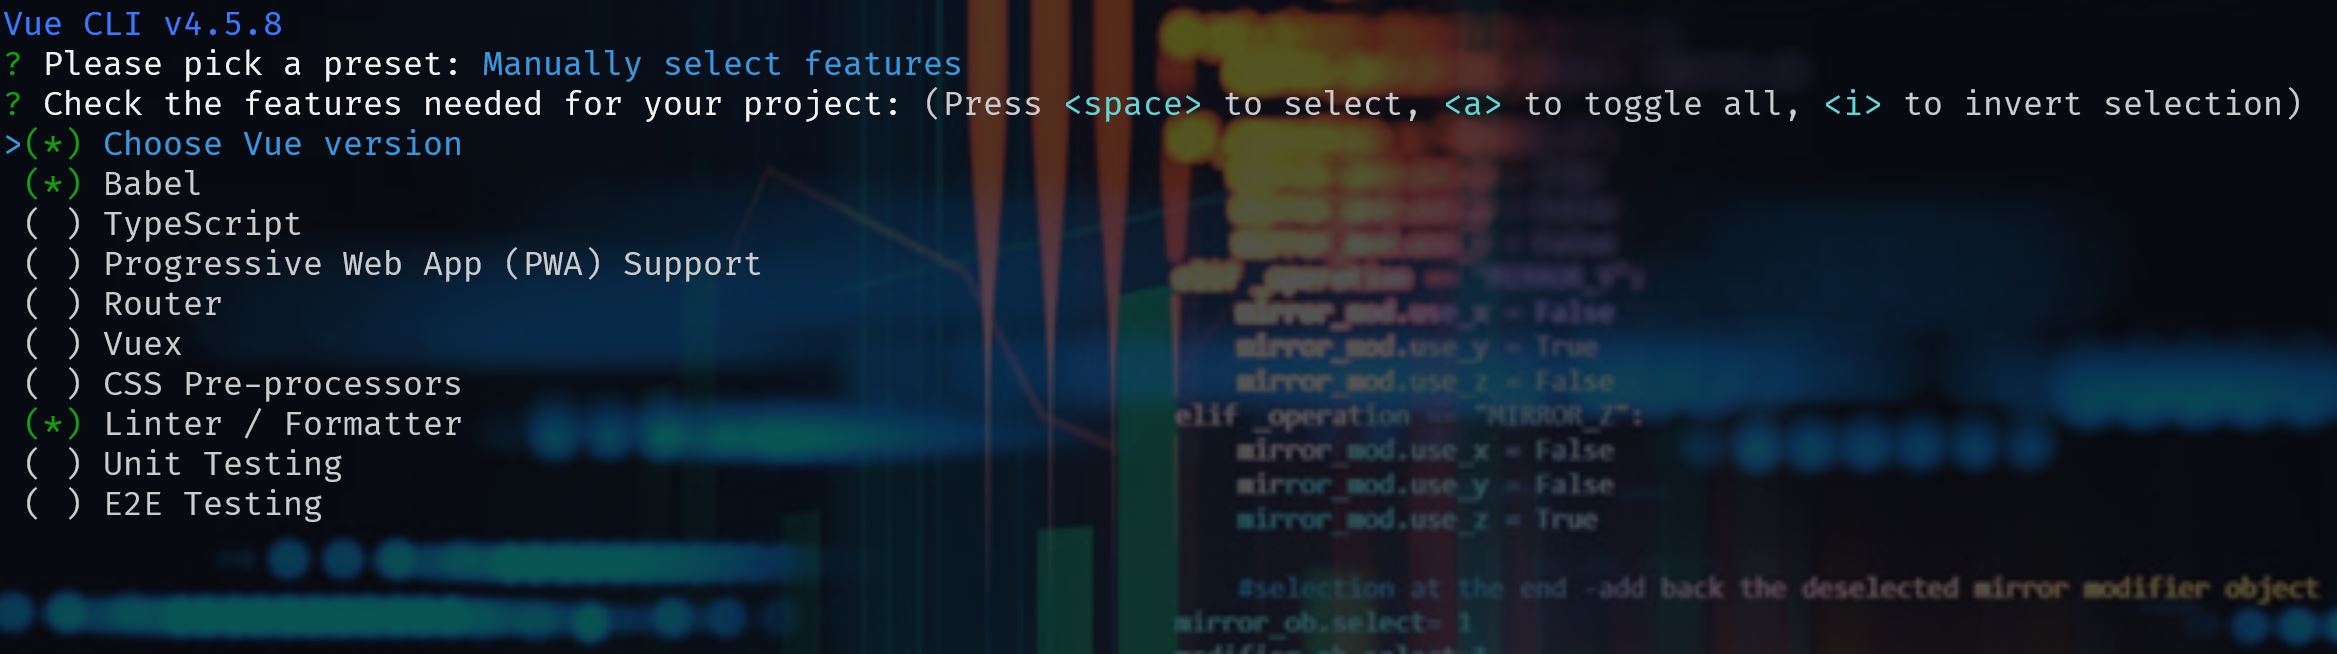 Vue CLI v4.5.8
? Please pick a preset: Manually select features
? Check the features needed for your project: (Press <space> to select, <a> to toggle all, <i> to invert selection)
>(*) Choose Vue version
(*) Babel
( ) TypeScript
( ) Progressive Web App (PWA) Support
( ) Router
( ) Vuex
( ) CSS Pre-processors
(*) Linter / Formatter
( ) Unit Testing
( ) E2E Testing
elif _operation == "MIRROR_Y":
mirror_mod.use_x = False
mirror_mod.use_y = True
mirror_mod.use_z = False
elif _operation == "MIRROR_Z":
mirror_mod.use_x = False
mirror_mod.use_y = False
mirror_mod.use_z = True
#selection at the end -add back the deselected mirror modifier object
mirror_ob.select= 1